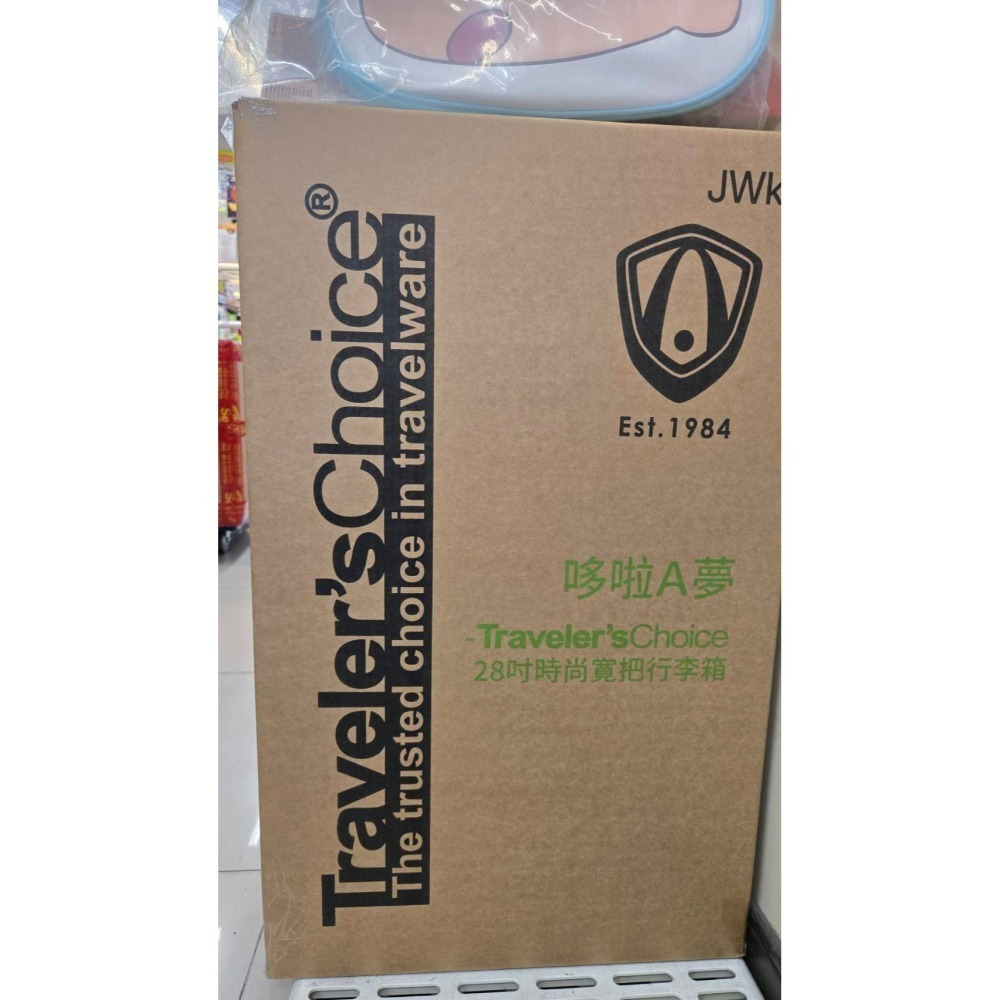 Traveler'sChoice®
The trusted choice in travelware
JWK
Est.1984
哆啦A夢
-Traveler'sChoice
28吋時尚寬把行李箱